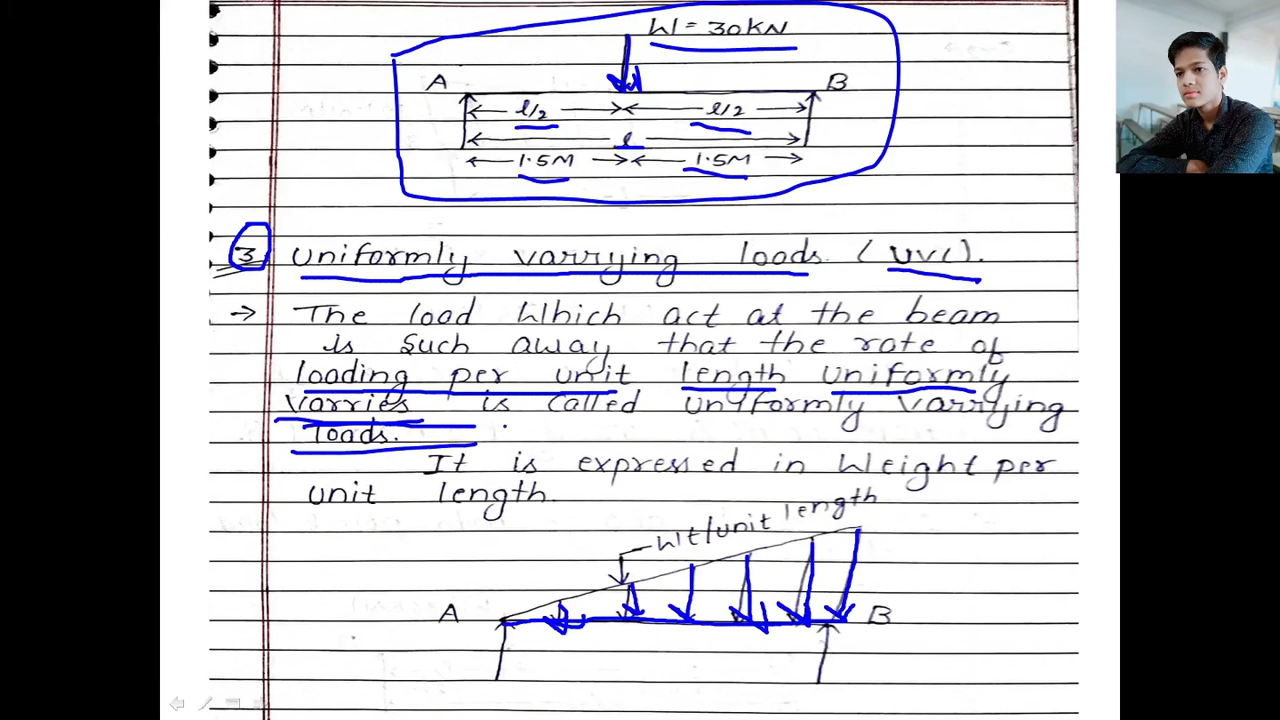 W = 30KN
A B
l/2 l/2
l
1.5M 1.5M
3 Uniformly varrying loads. (UVL).
→ The load Which act at the beam
is such away that the rate of
loading per unit length uniformly
varries is called uniformly varrying
loads.
It is expressed in Weight per
unit length.
Wt/unit length
A B